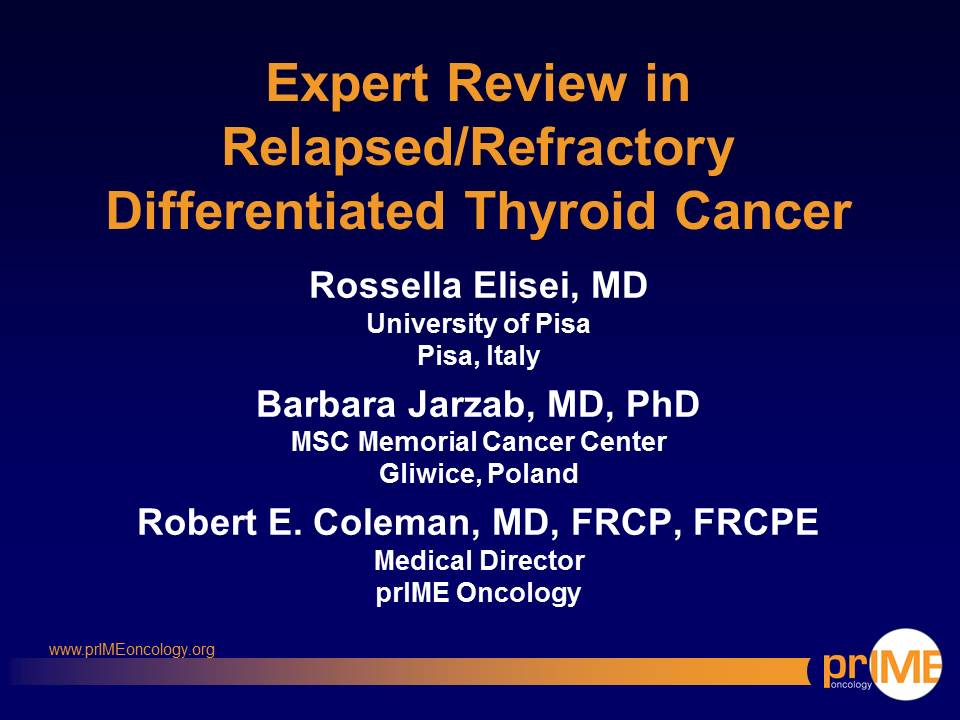 Expert Review in
Relapsed/Refractory
Differentiated Thyroid Cancer
Rossella Elisei, MD
University of Pisa
Pisa, Italy
Barbara Jarzab, MD, PhD
MSC Memorial Cancer Center
Gliwice, Poland
Robert E. Coleman, MD, FRCP, FRCPE
Medical Director
prIME Oncology
www.prIMEoncology.org
prIME
oncology